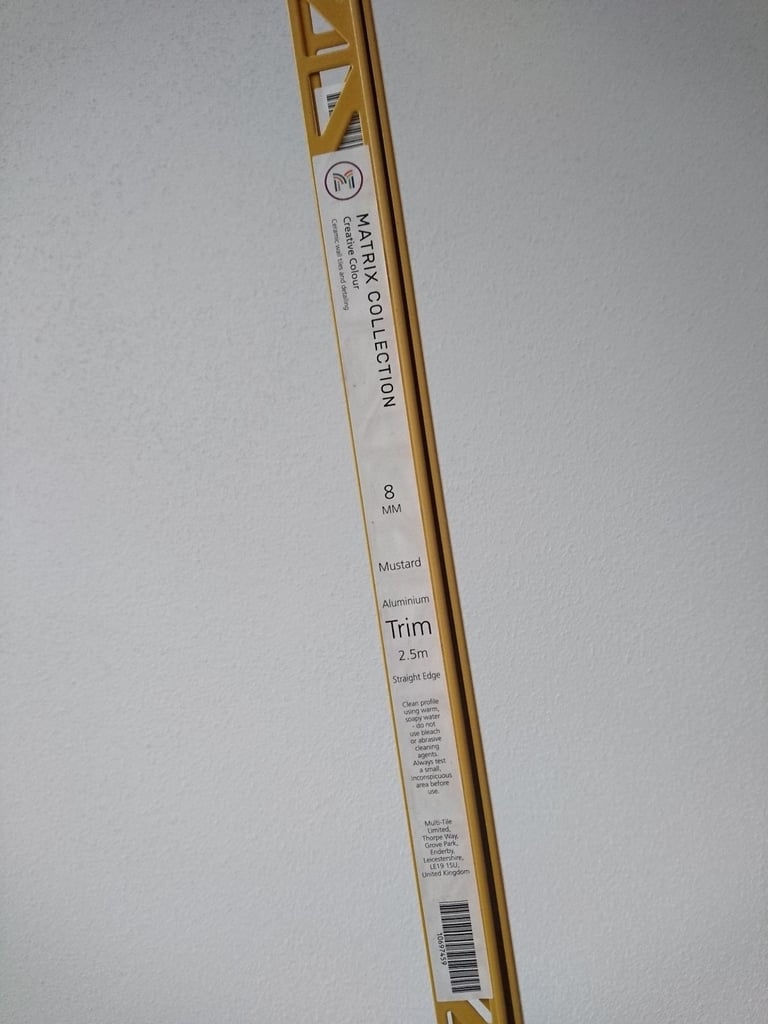 MATRIX COLLECTION
Creative Colour
Ceramic wall tiles and detailing
8
MM
Mustard
Aluminium
Trim
2.5m
Straight Edge
Clean profile
using warm,
soapy water
- do not
use bleach
or abrasive
cleaning
agents.
Always test
a small,
inconspicuous
area before
use.
Multi-Tile
Limited,
Thorpe Way,
Grove Park,
Enderby,
Leicestershire,
LE19 1SU,
United Kingdom
10697459